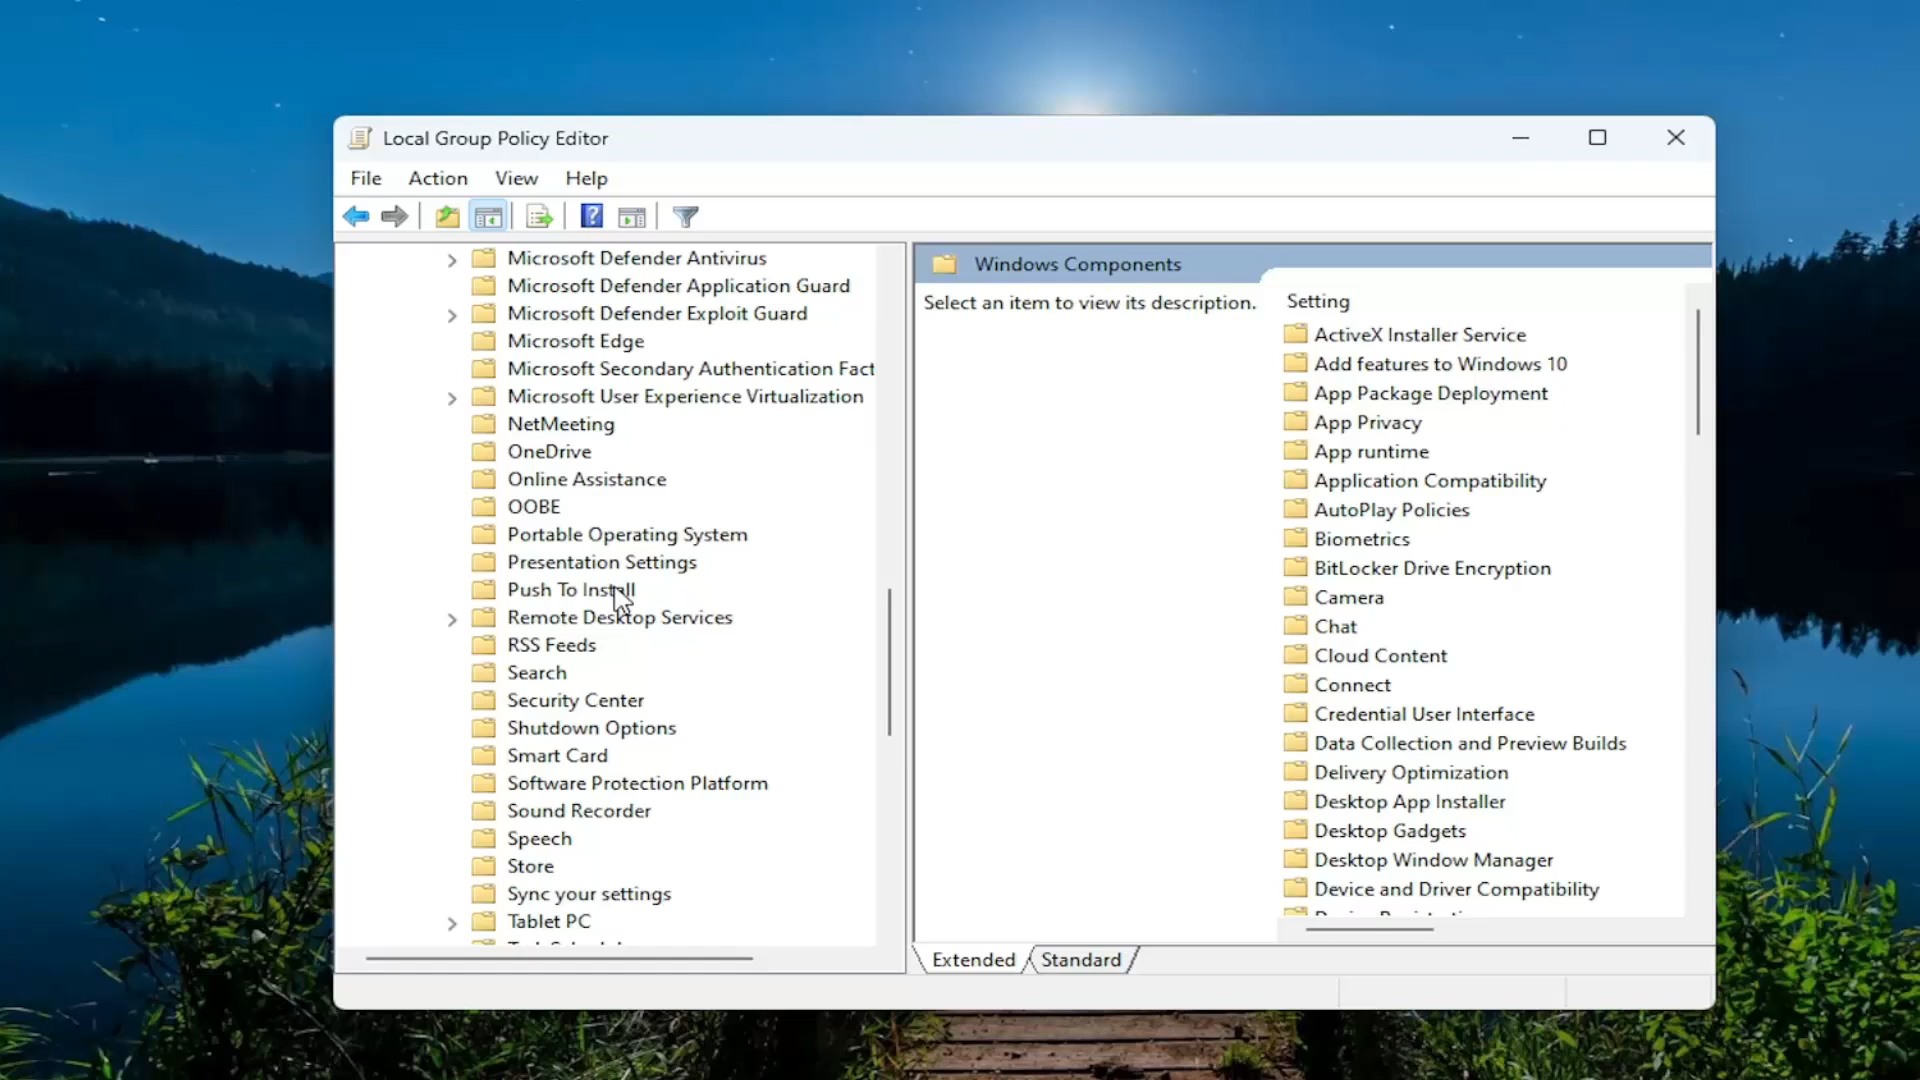 Local Group Policy Editor
File Action View Help
Microsoft Defender Antivirus
Microsoft Defender Application Guard
Microsoft Defender Exploit Guard
Microsoft Edge
Microsoft Secondary Authentication Fact
Microsoft User Experience Virtualization
NetMeeting
OneDrive
Online Assistance
OOBE
Portable Operating System
Presentation Settings
Push To Install
Remote Desktop Services
RSS Feeds
Search
Security Center
Shutdown Options
Smart Card
Software Protection Platform
Sound Recorder
Speech
Store
Sync your settings
Tablet PC
Windows Components
Select an item to view its description.
Setting
ActiveX Installer Service
Add features to Windows 10
App Package Deployment
App Privacy
App runtime
Application Compatibility
AutoPlay Policies
Biometrics
BitLocker Drive Encryption
Camera
Chat
Cloud Content
Connect
Credential User Interface
Data Collection and Preview Builds
Delivery Optimization
Desktop App Installer
Desktop Gadgets
Desktop Window Manager
Device and Driver Compatibility
Extended Standard